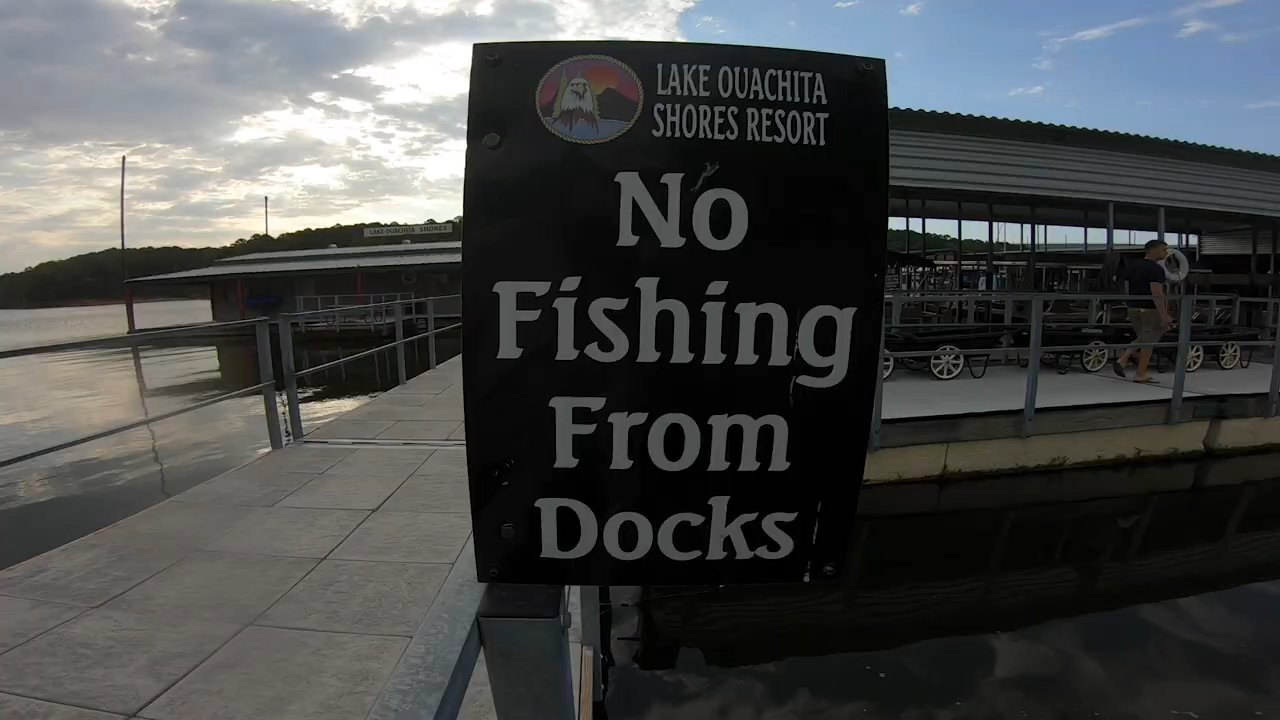 LAKE OUACHITA
SHORES RESORT
No
Fishing
From
Docks
LAKE OUACHITA SHORES